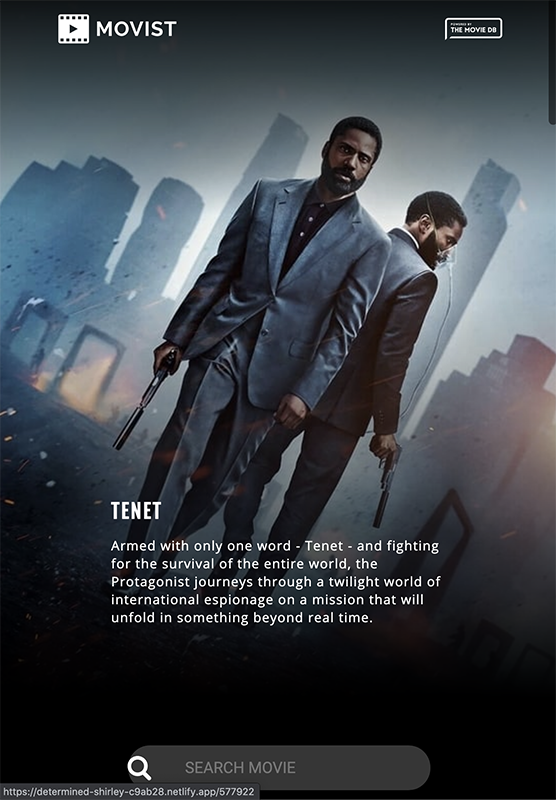 MOVIST
POWERED BY
THE MOVIE DB
TENET
Armed with only one word - Tenet - and fighting
for the survival of the entire world, the
Protagonist journeys through a twilight world of
international espionage on a mission that will
unfold in something beyond real time.
SEARCH MOVIE
https://determined-shirley-c9ab28.netlify.app/577922